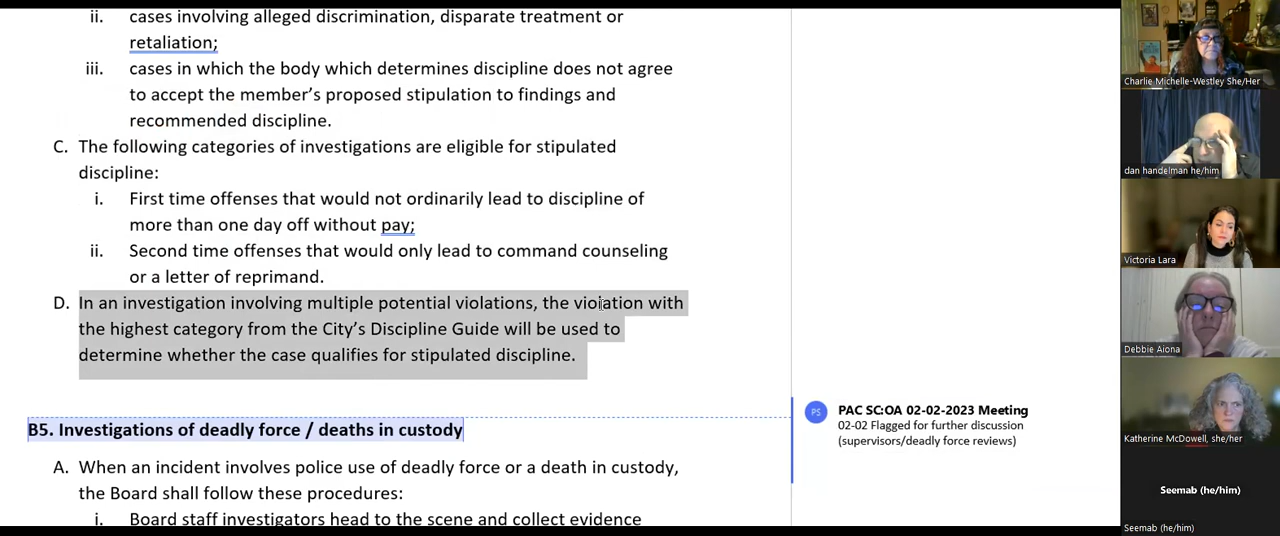 ii. cases involving alleged discrimination, disparate treatment or
retaliation;
iii. cases in which the body which determines discipline does not agree
to accept the member's proposed stipulation to findings and
recommended discipline.
C. The following categories of investigations are eligible for stipulated
discipline:
i. First time offenses that would not ordinarily lead to discipline of
more than one day off without pay;
ii. Second time offenses that would only lead to command counseling
or a letter of reprimand.
D. In an investigation involving multiple potential violations, the violation with
the highest category from the City's Discipline Guide will be used to
determine whether the case qualifies for stipulated discipline.
B5. Investigations of deadly force / deaths in custody
A. When an incident involves police use of deadly force or a death in custody,
the Board shall follow these procedures:
i. Board staff investigators head to the scene and collect evidence
PS
PAC SC:OA 02-02-2023 Meeting
02-02 Flagged for further discussion
(supervisors/deadly force reviews)
Charlie Michelle-Westley She/Her
dan handelman he/him
Victoria Lara
Debbie Aiona
Katherine McDowell, she/her
Seemab (he/him)
Seemab (he/him)